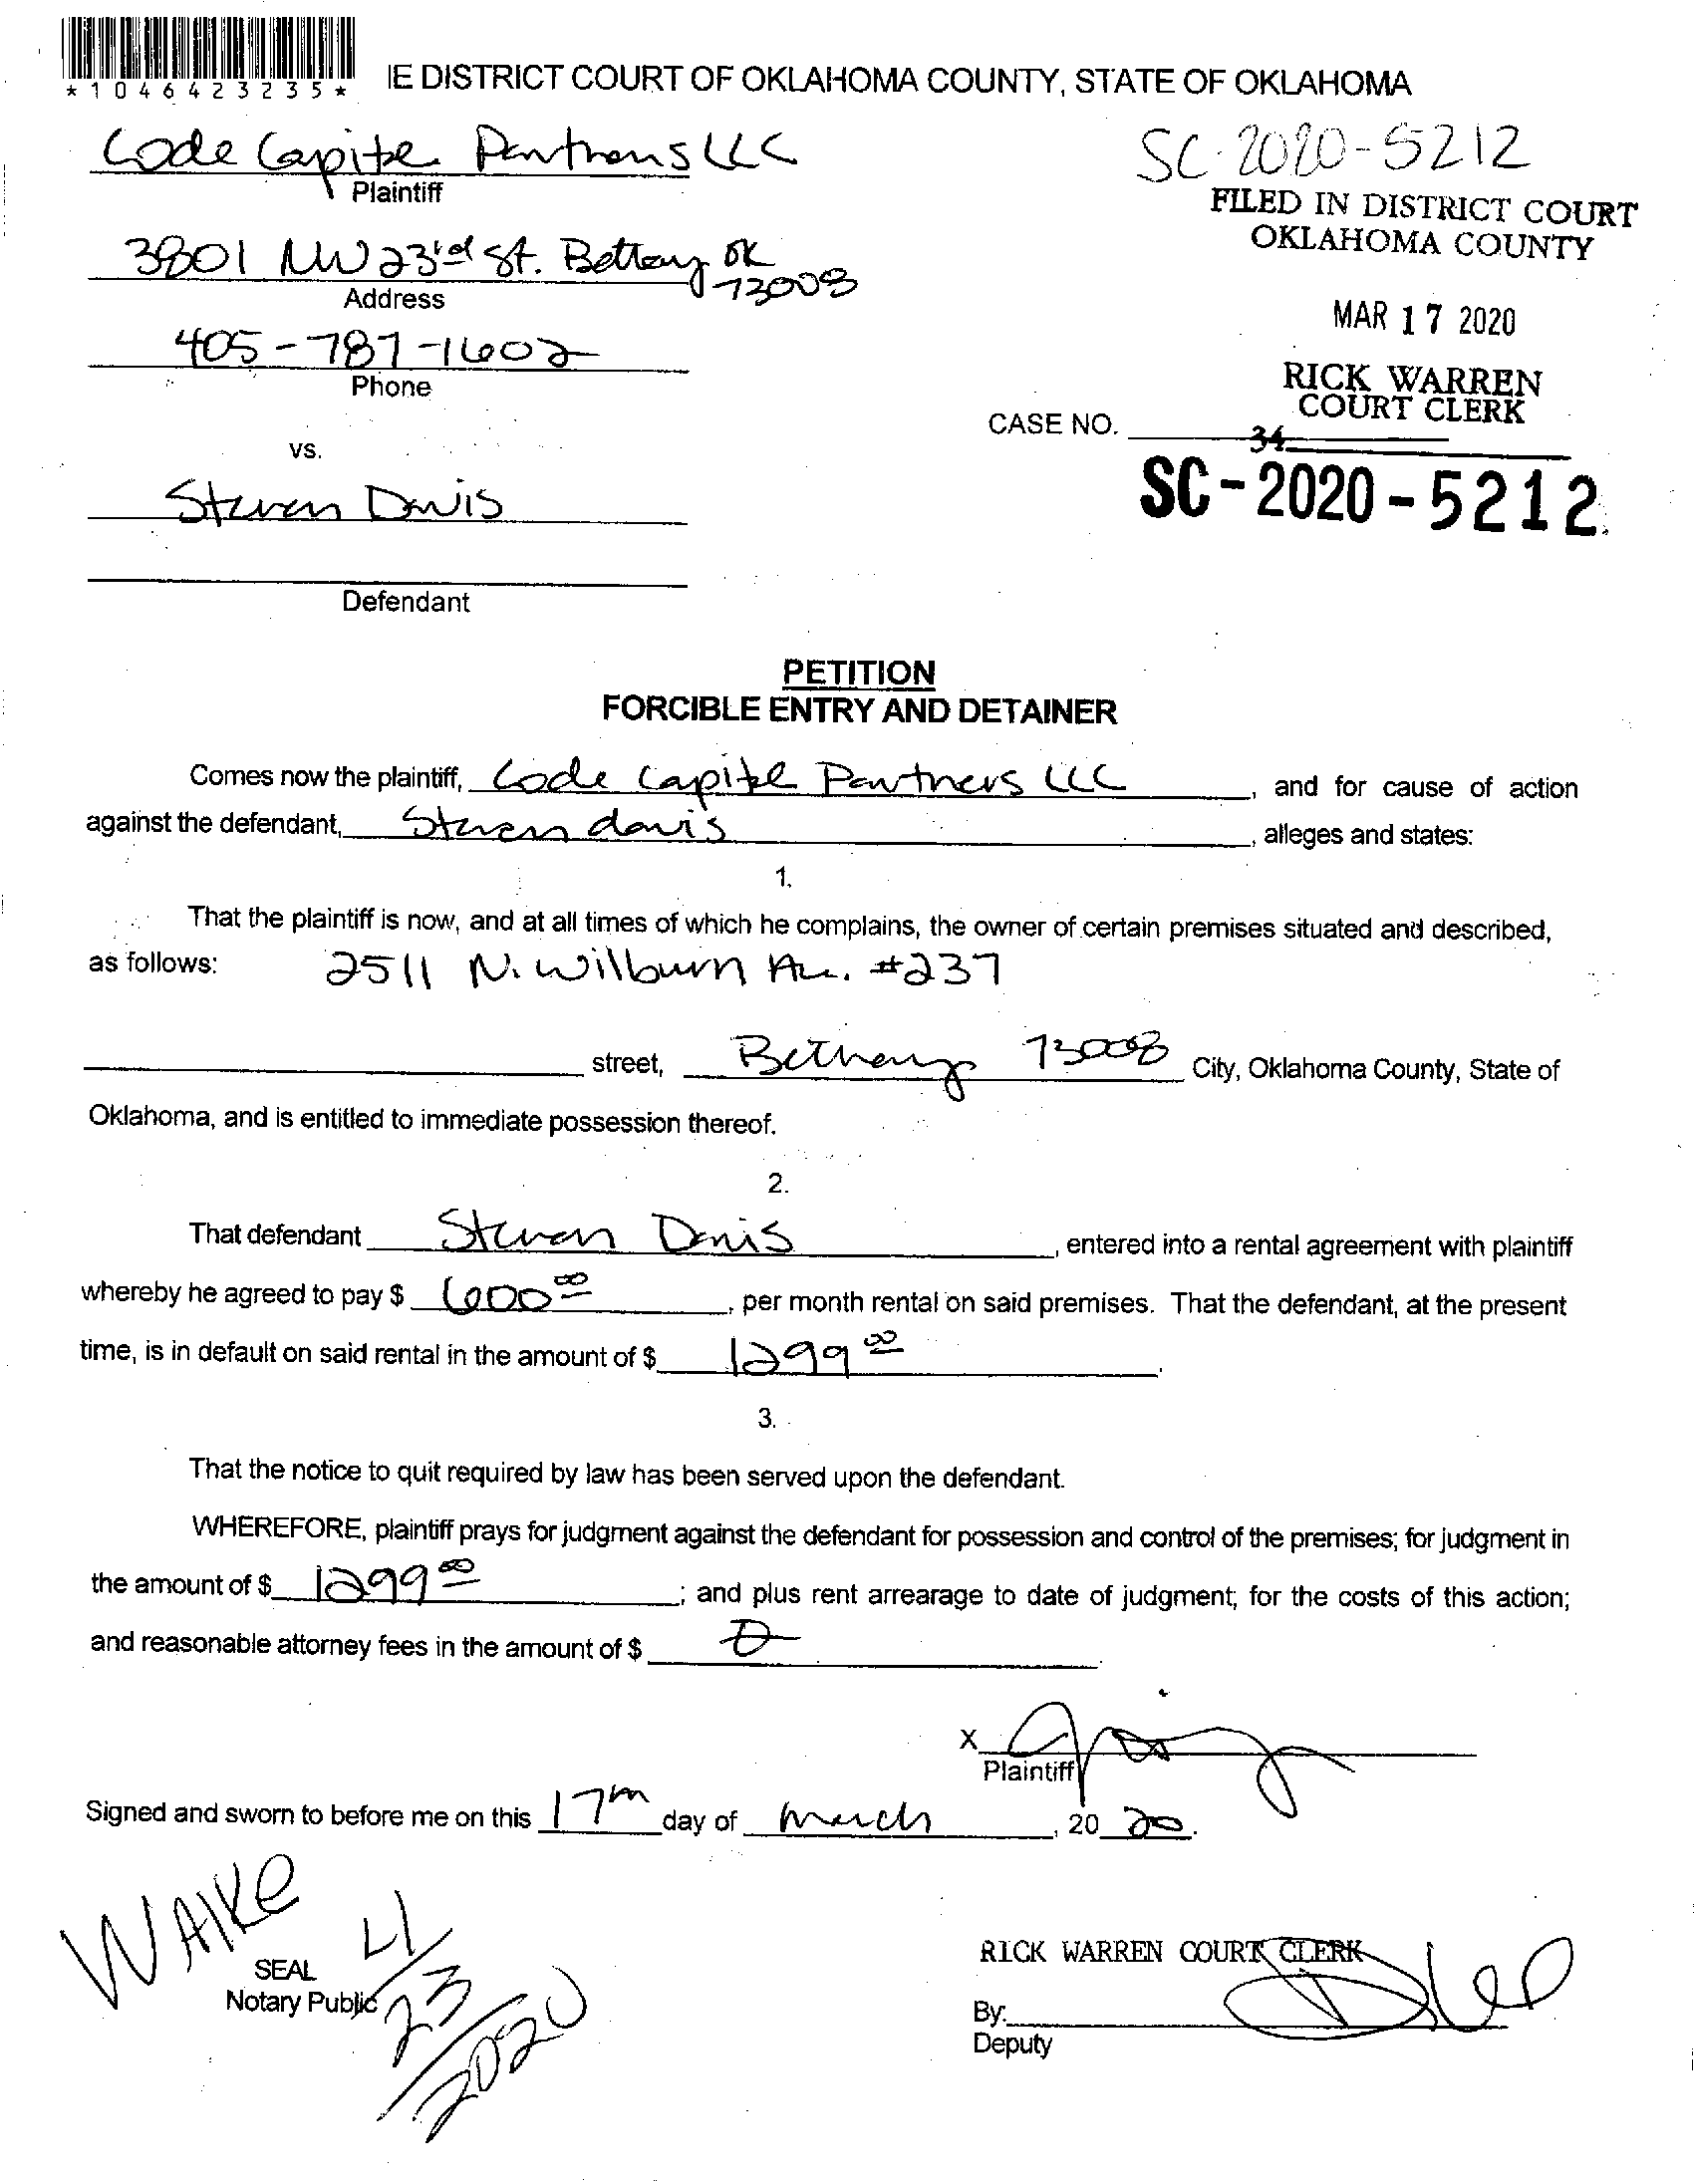 *1046423235*
IE DISTRICT COURT OF OKLAHOMA COUNTY, STATE OF OKLAHOMA
Code Capital Partners LLC
Plaintiff
SC-2020-5212
FILED IN DISTRICT COURT
OKLAHOMA COUNTY
3801 NW 23rd St. Bethany OK
73008
Address
MAR 17 2020
405-787-1602
Phone
RICK WARREN
COURT CLERK
CASE NO.
34
vs.
SC-2020-5212
Steven Davis
Defendant
PETITION
FORCIBLE ENTRY AND DETAINER
Comes now the plaintiff, Code Capital Partners LLC, and for cause of action
against the defendant, Steven davis, alleges and states:
1.
That the plaintiff is now, and at all times of which he complains, the owner of certain premises situated and described,
as follows: 2511 N. Wilburn Av. #237
street, Bethany 73008 City, Oklahoma County, State of
Oklahoma, and is entitled to immediate possession thereof.
2.
That defendant Steven Davis, entered into a rental agreement with plaintiff
whereby he agreed to pay $ 600 00, per month rental on said premises. That the defendant, at the present
time, is in default on said rental in the amount of $ 1299 00.
3.
That the notice to quit required by law has been served upon the defendant.
WHEREFORE, plaintiff prays for judgment against the defendant for possession and control of the premises; for judgment in
the amount of $ 1299 00; and plus rent arrearage to date of judgment; for the costs of this action;
and reasonable attorney fees in the amount of $ 0.
X
Plaintiff
Signed and sworn to before me on this 17th day of March, 20 20.
WAIKE
4/23/2020
SEAL
Notary Public
RICK WARREN COURT CLERK
By:
Deputy